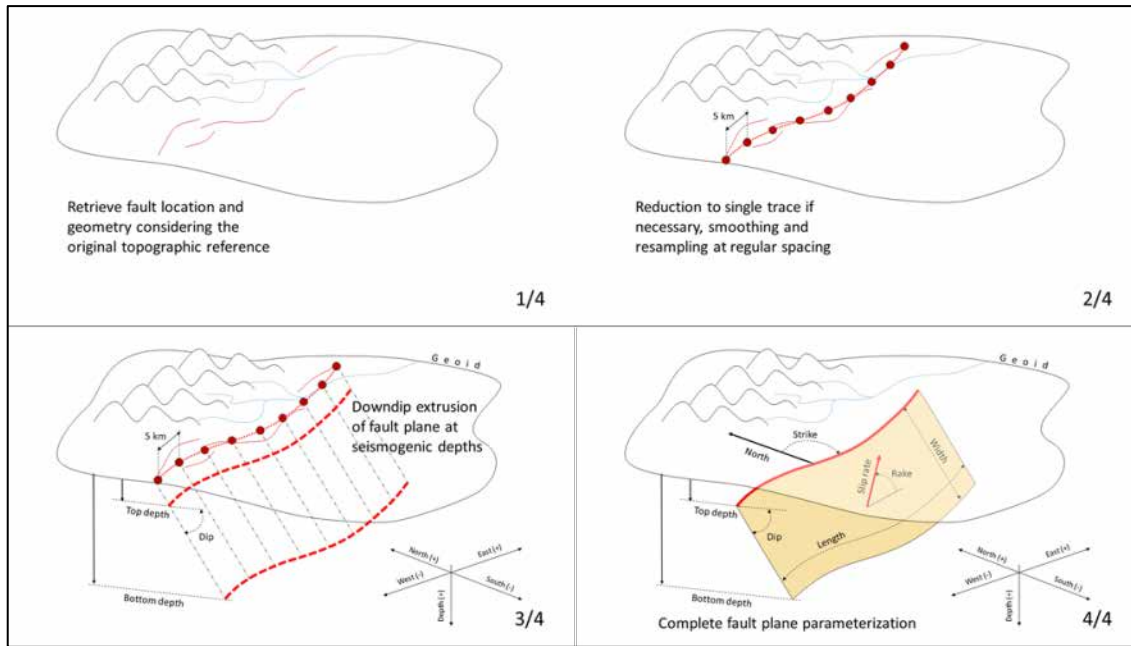 Retrieve fault location and
geometry considering the
original topographic reference
1/4
5 km
Reduction to single trace if
necessary, smoothing and
resampling at regular spacing
2/4
Geoid
Downdip extrusion
of fault plane at
seismogenic depths
5 km
Top depth
Dip
Bottom depth
North (+)
East (+)
West (-)
South (-)
Depth (+)
3/4
Geoid
Strike
North
Width
Slip rate
Rake
Top depth
Dip
Length
Bottom depth
North (+)
East (+)
West (-)
South (-)
Depth (+)
Complete fault plane parameterization
4/4